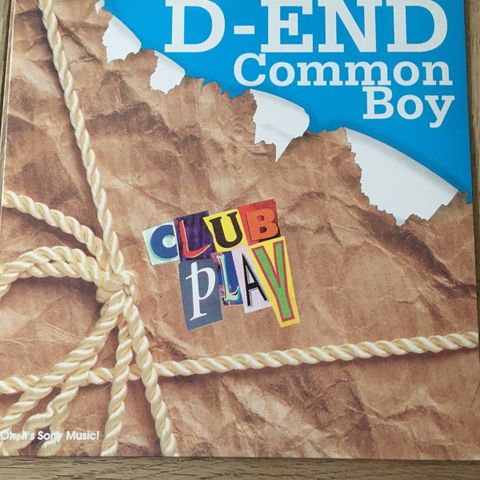 D-END
Common
Boy
CLUB
PLAY
Oh, it's Sony Music!